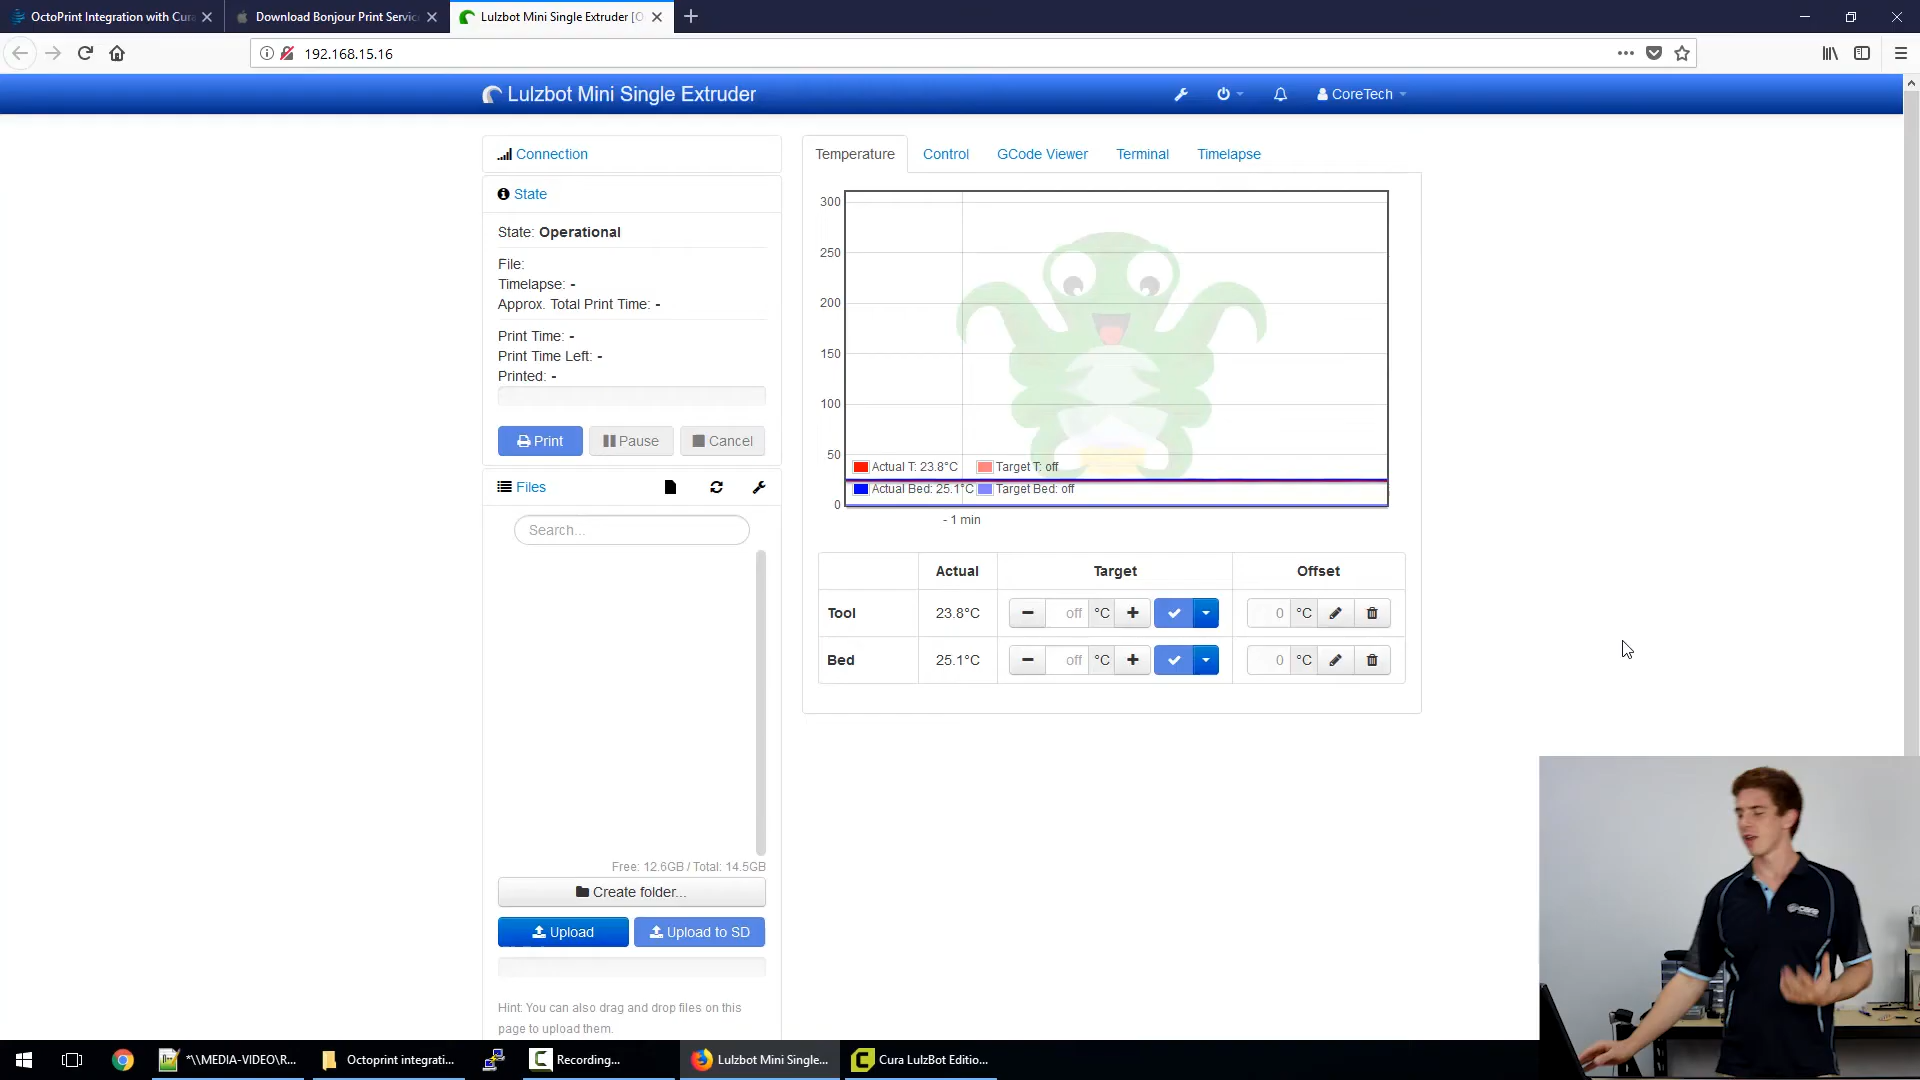 OctoPrint Integration with Cura
Download Bonjour Print Servic
Lulzbot Mini Single Extruder [O
192.168.15.16
Lulzbot Mini Single Extruder
CoreTech
Connection
State
State: Operational
File:
Timelapse: -
Approx. Total Print Time: -
Print Time: -
Print Time Left: -
Printed: -
Print
Pause
Cancel
Files
Search...
Free: 12.6GB / Total: 14.5GB
Create folder...
Upload
Upload to SD
Hint: You can also drag and drop files on this
page to upload them.
Temperature
Control
GCode Viewer
Terminal
Timelapse
300
250
200
150
100
50
0
Actual T: 23.8°C
Target T: off
Actual Bed: 25.1°C
Target Bed: off
- 1 min
Actual
Target
Offset
Tool
23.8°C
off
°C
0
°C
Bed
25.1°C
off
°C
0
°C
*\\MEDIA-VIDEO\R...
Octoprint integrati...
Recording...
Lulzbot Mini Single...
Cura LulzBot Editio...